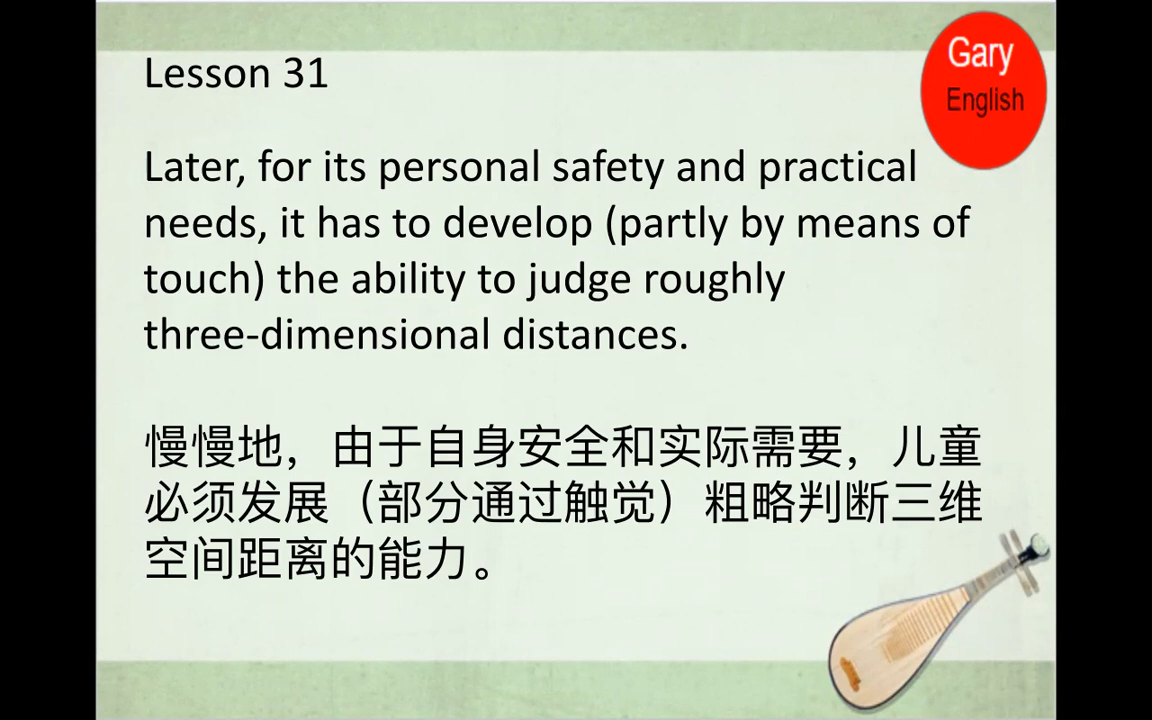 Lesson 31
Gary
English
Later, for its personal safety and practical
needs, it has to develop (partly by means of
touch) the ability to judge roughly
three-dimensional distances.
慢慢地，由于自身安全和实际需要，儿童
必须发展（部分通过触觉）粗略判断三维
空间距离的能力。